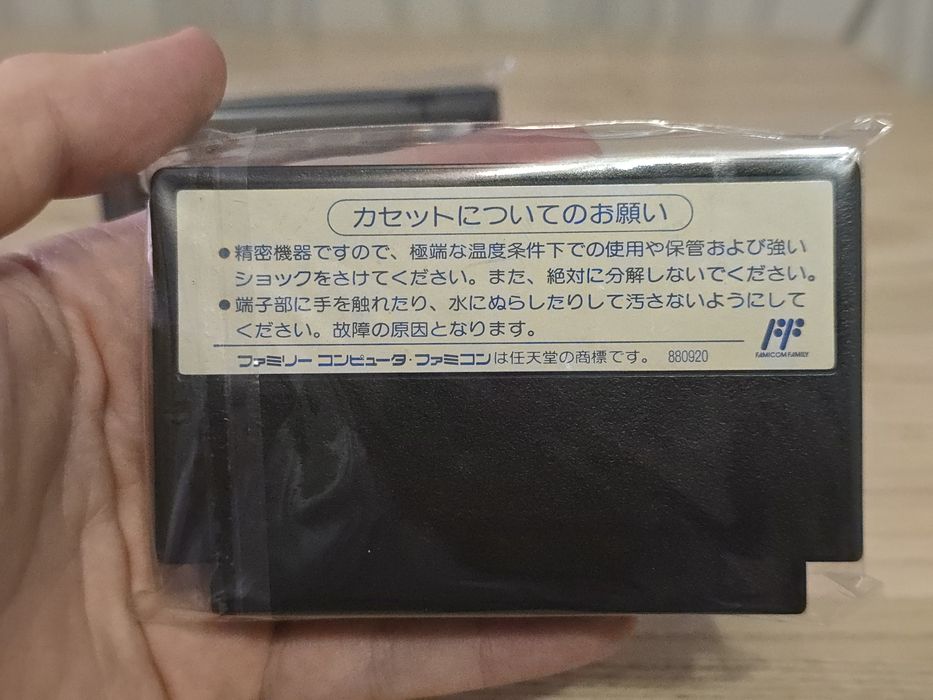 カセットについてのお願い
●精密機器ですので、極端な温度条件下での使用や保管および強い
ショックをさけてください。また、絶対に分解しないでください。
●端子部に手を触れたり、水にぬらしたりして汚さないようにして
ください。故障の原因となります。
FF
FAMICOM FAMILY
ファミリー コンピュータ・ファミコンは任天堂の商標です。 880920